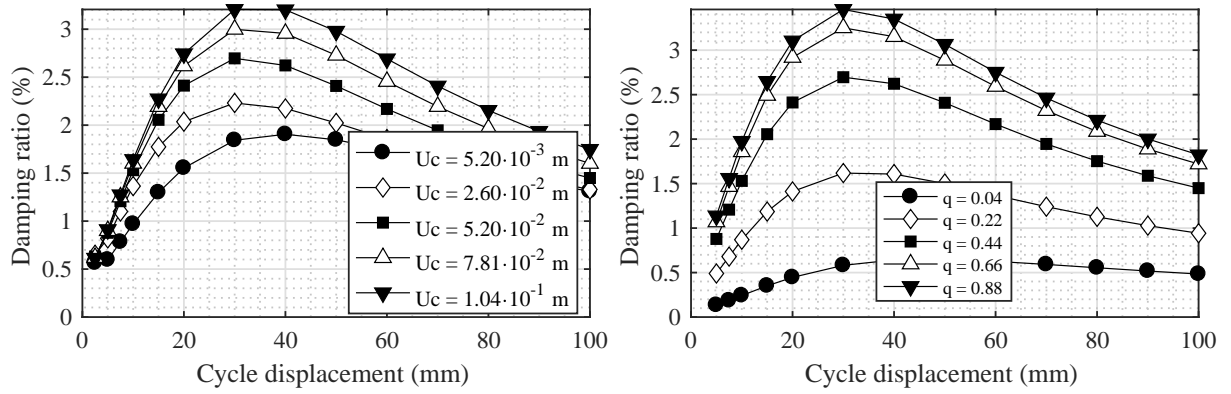 3
2.5
2
1.5
1
0.5
0
0 20 40 60 80 100
Damping ratio (%)
Cycle displacement (mm)
Uc = 5.20·10⁻³ m
Uc = 2.60·10⁻² m
Uc = 5.20·10⁻² m
Uc = 7.81·10⁻² m
Uc = 1.04·10⁻¹ m
3
2.5
2
1.5
1
0.5
0
0 20 40 60 80 100
Damping ratio (%)
Cycle displacement (mm)
q = 0.04
q = 0.22
q = 0.44
q = 0.66
q = 0.88